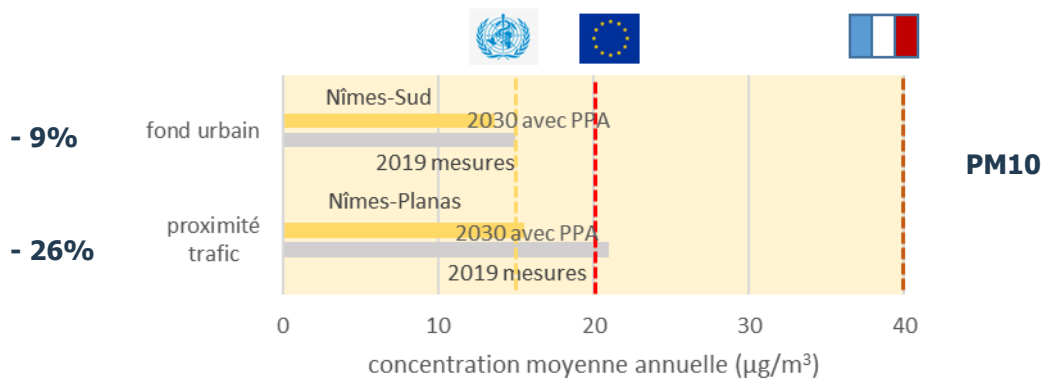 Nîmes-Sud
- 9%
fond urbain
2030 avec PPA
2019 mesures
PM10
Nîmes-Planas
- 26%
proximité
trafic
2030 avec PPA
2019 mesures
0 10 20 30 40
concentration moyenne annuelle (µg/m³)